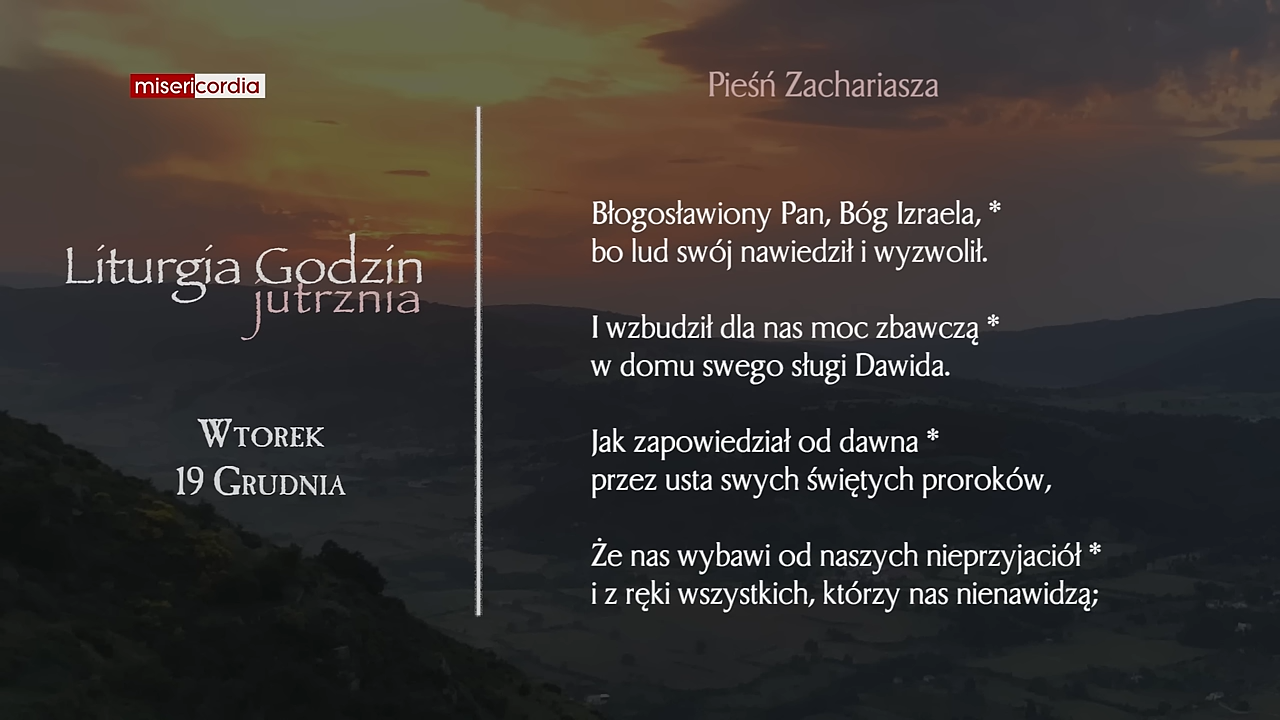 misericordia
Liturgia Godzin
jutrznia
Wtorek
19 Grudnia
Pieśń Zachariasza
Błogosławiony Pan, Bóg Izraela, *
bo lud swój nawiedził i wyzwolił.
I wzbudził dla nas moc zbawczą *
w domu swego sługi Dawida.
Jak zapowiedział od dawna *
przez usta swych świętych proroków,
Że nas wybawi od naszych nieprzyjaciół *
i z ręki wszystkich, którzy nas nienawidzą;